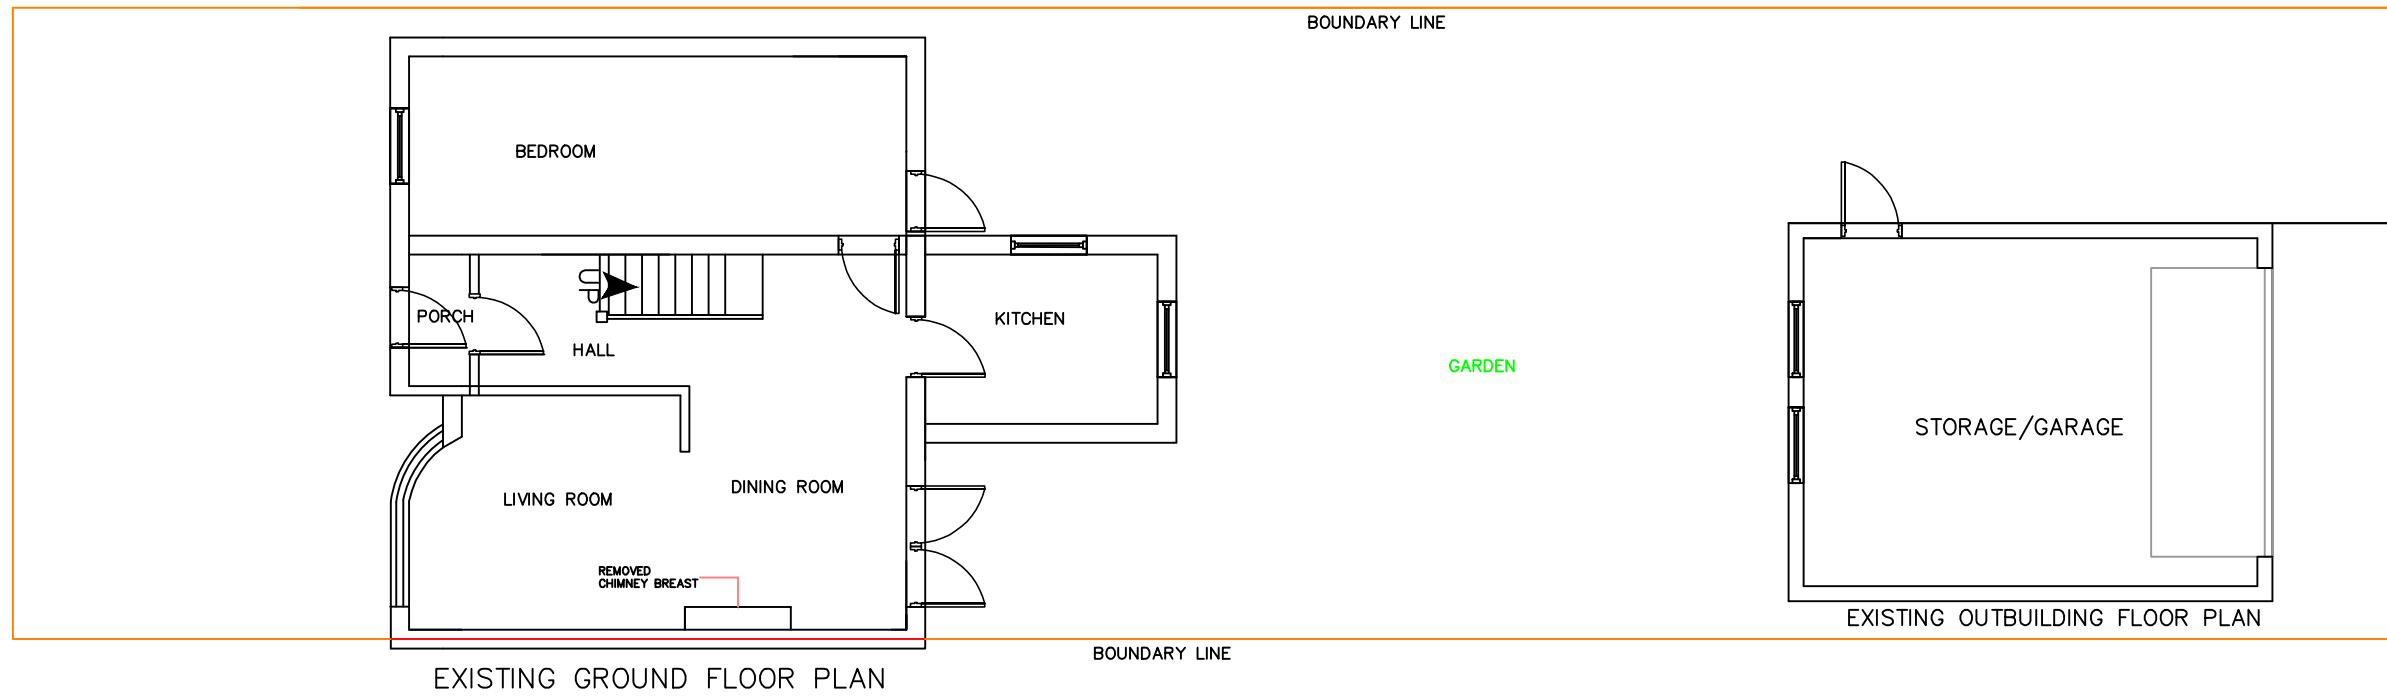 BOUNDARY LINE
BEDROOM
UP
PORCH
HALL
KITCHEN
GARDEN
STORAGE/GARAGE
LIVING ROOM
DINING ROOM
REMOVED
CHIMNEY BREAST
EXISTING OUTBUILDING FLOOR PLAN
BOUNDARY LINE
EXISTING GROUND FLOOR PLAN